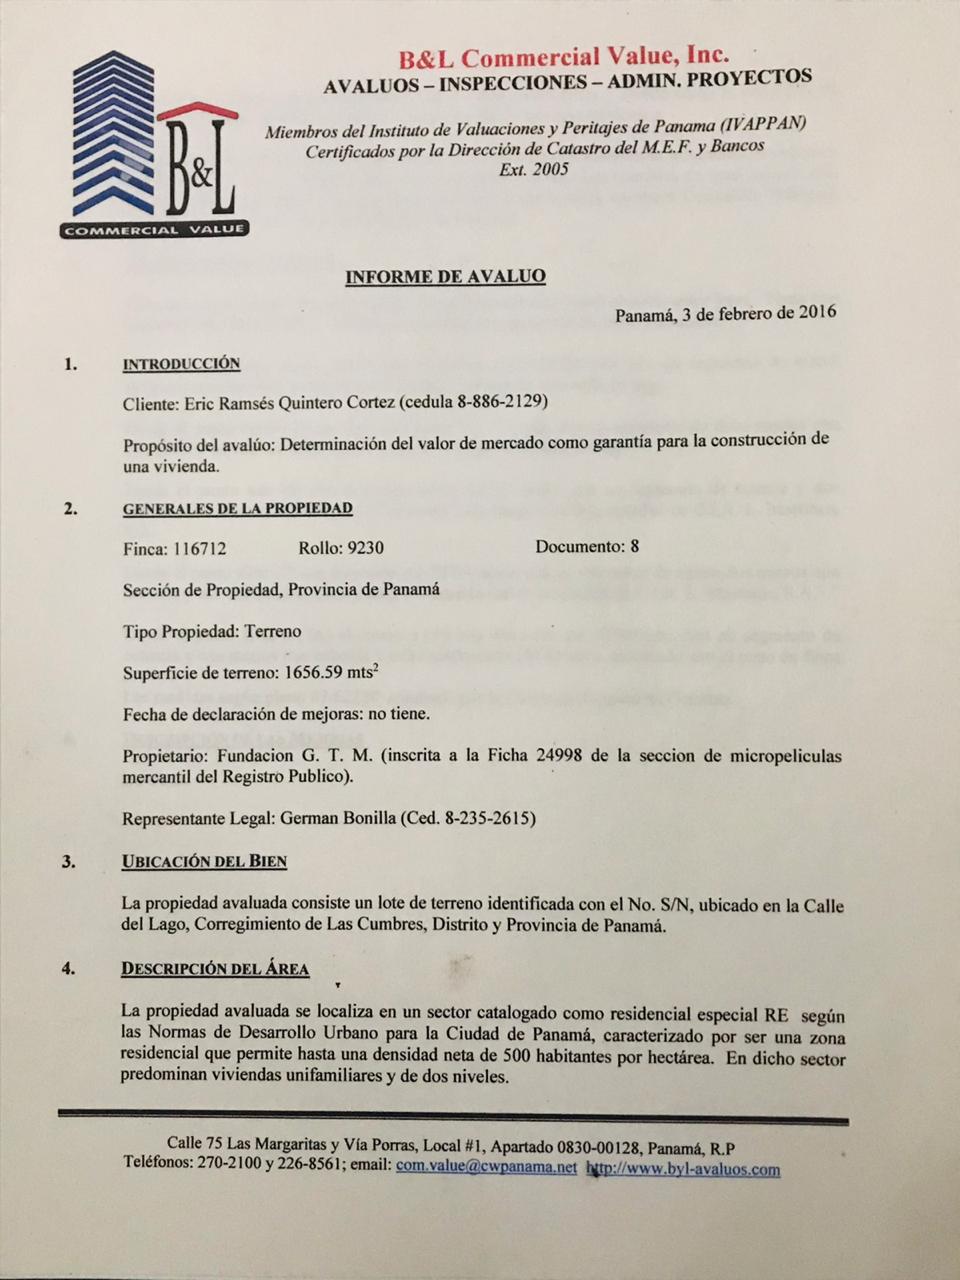 B&L
COMMERCIAL VALUE
B&L Commercial Value, Inc.
AVALUOS – INSPECCIONES – ADMIN. PROYECTOS
Miembros del Instituto de Valuaciones y Peritajes de Panama (IVAPPAN)
Certificados por la Dirección de Catastro del M.E.F. y Bancos
Ext. 2005
INFORME DE AVALUO
Panamá, 3 de febrero de 2016
1. INTRODUCCIÓN
Cliente: Eric Ramsés Quintero Cortez (cedula 8-886-2129)
Propósito del avalúo: Determinación del valor de mercado como garantía para la construcción de
una vivienda.
2. GENERALES DE LA PROPIEDAD
Finca: 116712 Rollo: 9230 Documento: 8
Sección de Propiedad, Provincia de Panamá
Tipo Propiedad: Terreno
Superficie de terreno: 1656.59 mts²
Fecha de declaración de mejoras: no tiene.
Propietario: Fundacion G. T. M. (inscrita a la Ficha 24998 de la seccion de micropeliculas
mercantil del Registro Publico).
Representante Legal: German Bonilla (Ced. 8-235-2615)
3. UBICACIÓN DEL BIEN
La propiedad avaluada consiste un lote de terreno identificada con el No. S/N, ubicado en la Calle
del Lago, Corregimiento de Las Cumbres, Distrito y Provincia de Panamá.
4. DESCRIPCIÓN DEL ÁREA
La propiedad avaluada se localiza en un sector catalogado como residencial especial RE según
las Normas de Desarrollo Urbano para la Ciudad de Panamá, caracterizado por ser una zona
residencial que permite hasta una densidad neta de 500 habitantes por hectárea. En dicho sector
predominan viviendas unifamiliares y de dos niveles.
Calle 75 Las Margaritas y Vía Porras, Local #1, Apartado 0830-00128, Panamá, R.P
Teléfonos: 270-2100 y 226-8561; email: com.value@cwpanama.net http://www.byl-avaluos.com